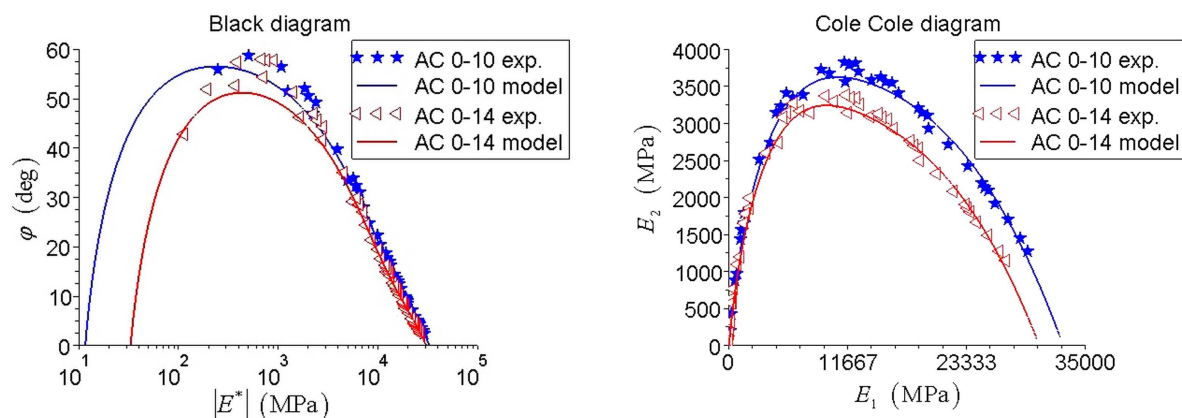 Black diagram
60
50
40
30
20
10
0
φ (deg)
10^1
10^2
10^3
10^4
10^5
|E*| (MPa)
AC 0-10 exp.
AC 0-10 model
AC 0-14 exp.
AC 0-14 model
Cole Cole diagram
4000
3500
3000
2500
2000
1500
1000
500
0
E_2 (MPa)
0
11667
23333
35000
E_1 (MPa)
AC 0-10 exp.
AC 0-10 model
AC 0-14 exp.
AC 0-14 model